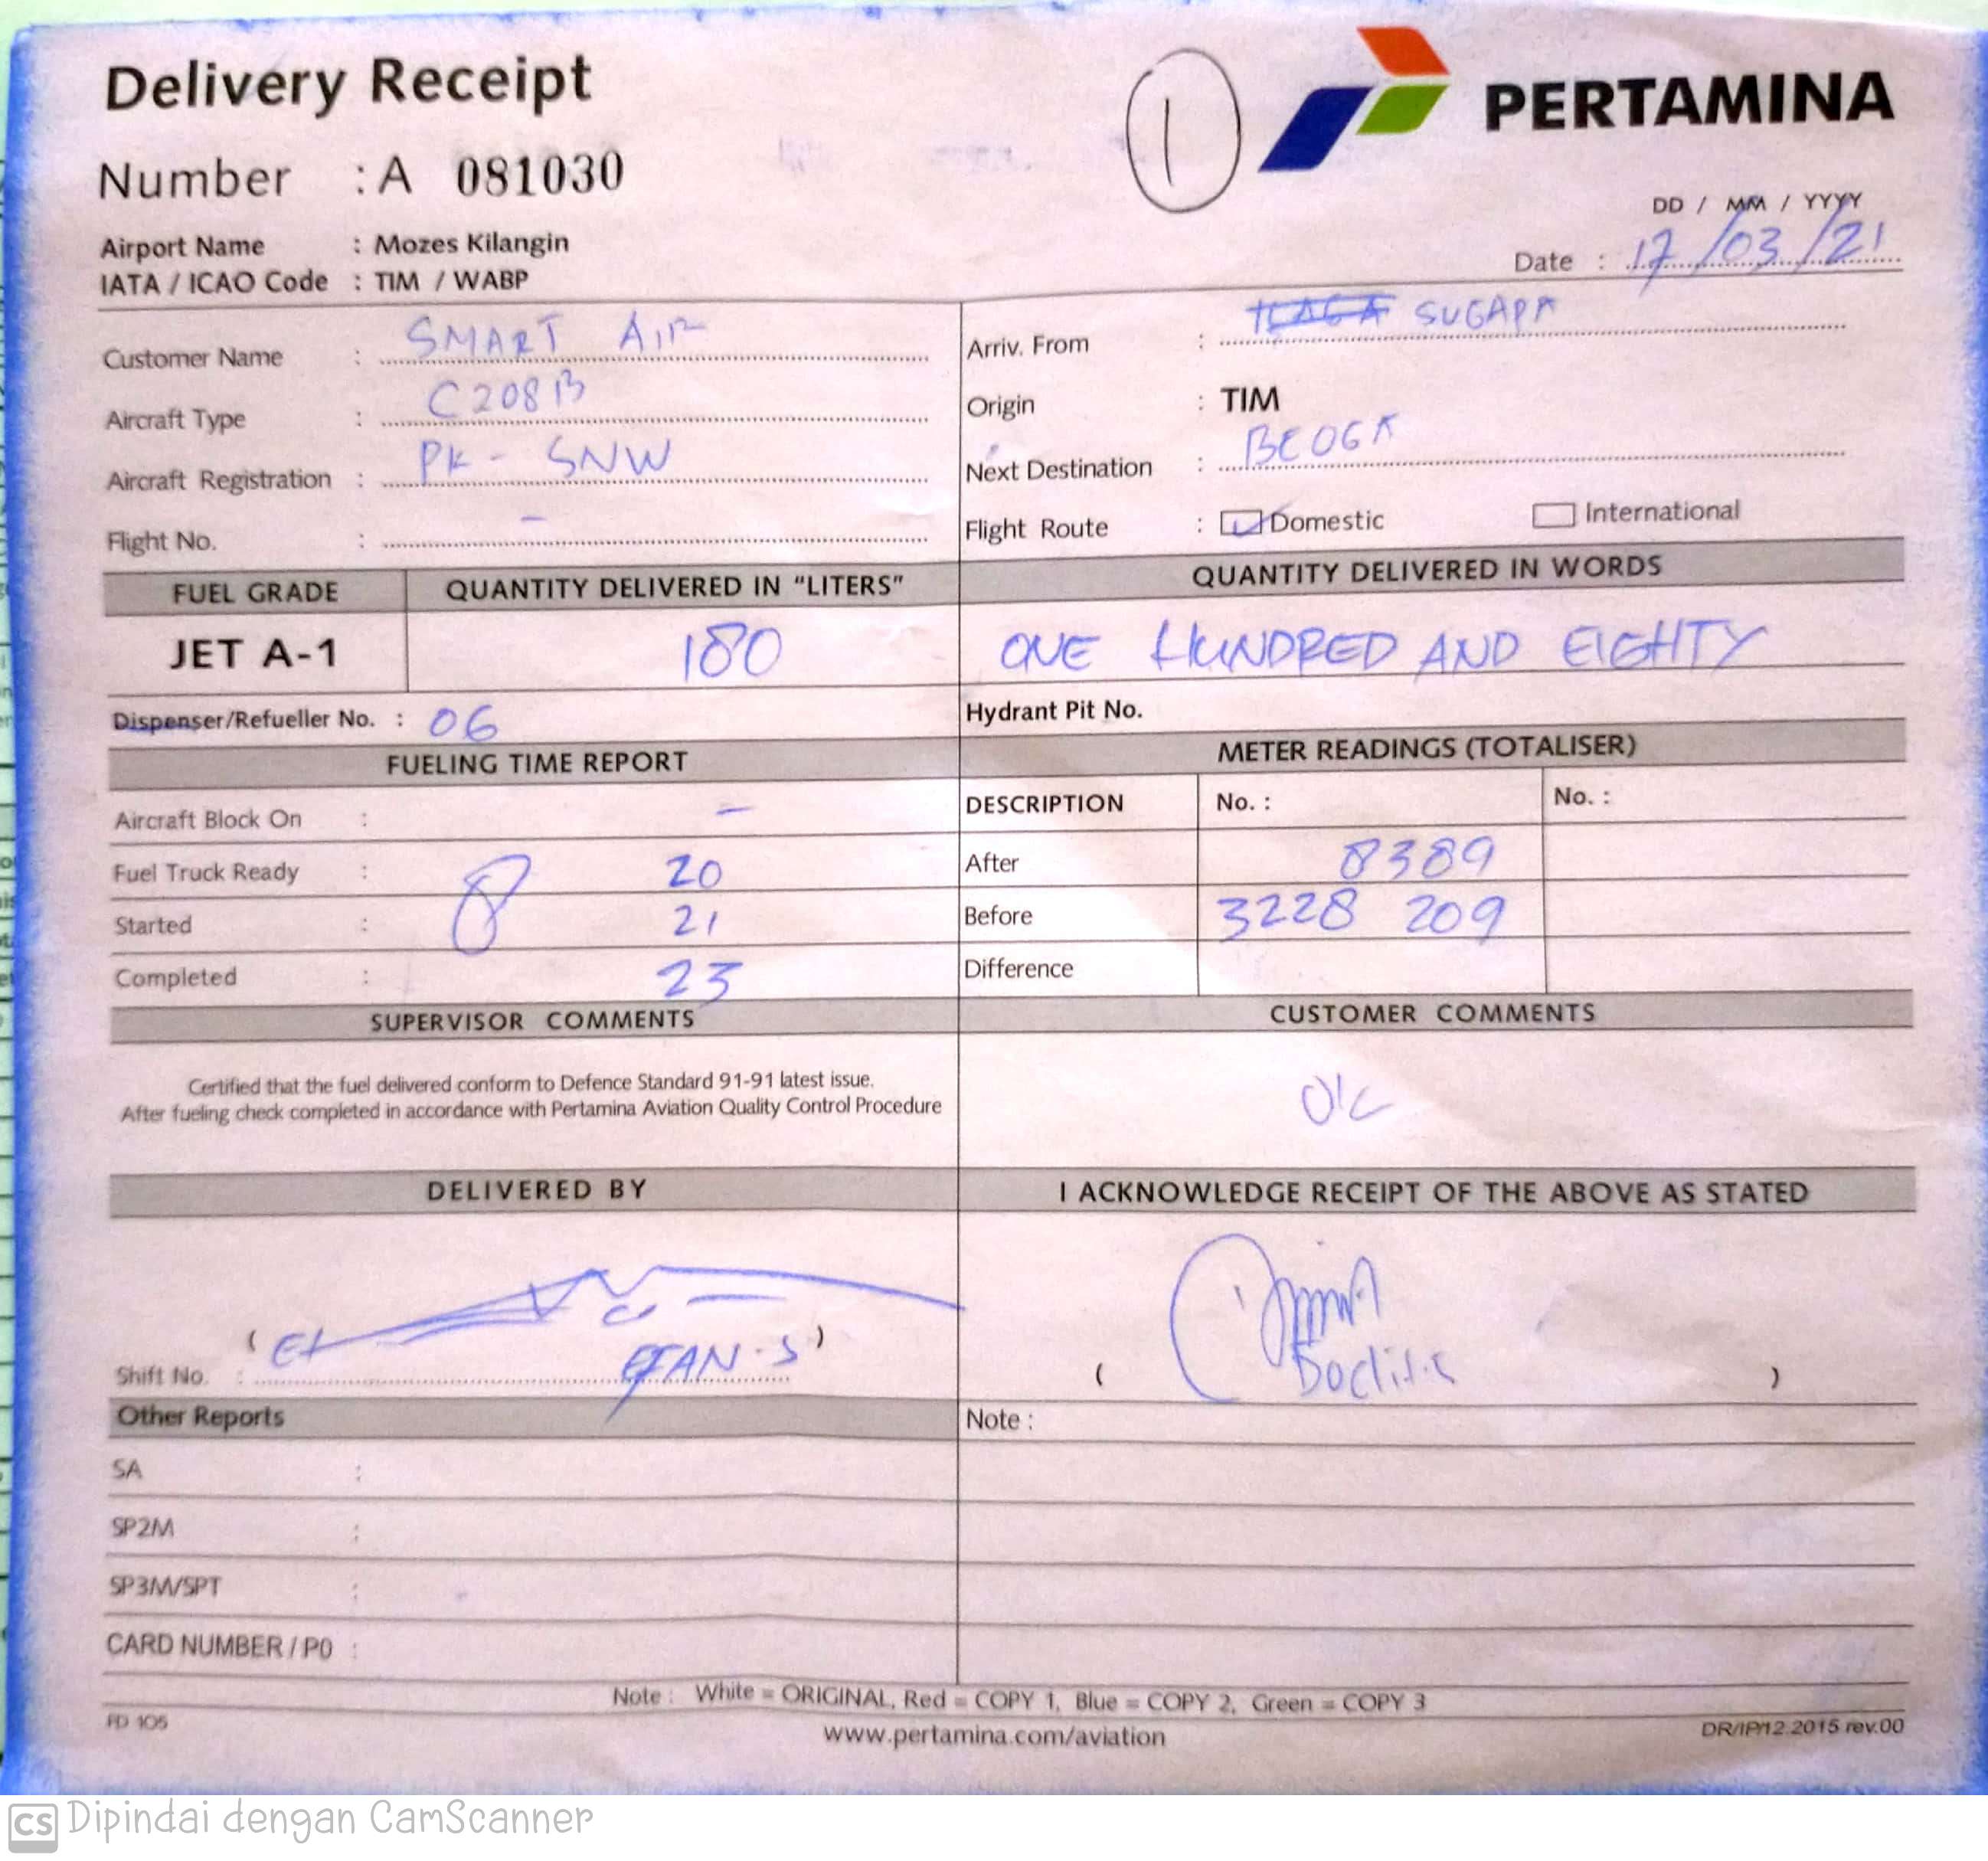 Delivery Receipt
1
PERTAMINA
Number : A 081030
DD / MM / YYYY
Airport Name : Mozes Kilangin
Date : 17/03/21
IATA / ICAO Code : TIM / WABP
Customer Name : SMART AIR
Arriv. From : SUGAPA
Aircraft Type : C208B
Origin : TIM
Aircraft Registration : PK - SNW
Next Destination : BEOGA
Flight No. : -
Flight Route : Domestic International
FUEL GRADE QUANTITY DELIVERED IN "LITERS" QUANTITY DELIVERED IN WORDS
JET A-1 180 ONE HUNDRED AND EIGHTY
Dispenser/Refueller No. : 06 Hydrant Pit No.
FUELING TIME REPORT METER READINGS (TOTALISER)
Aircraft Block On : - DESCRIPTION No. : No. :
Fuel Truck Ready : 20 After 8389
Started : 8 21 Before 3228 209
Completed : 23 Difference
SUPERVISOR COMMENTS CUSTOMER COMMENTS
Certified that the fuel delivered conform to Defence Standard 91-91 latest issue.
After fueling check completed in accordance with Pertamina Aviation Quality Control Procedure
OK
DELIVERED BY I ACKNOWLEDGE RECEIPT OF THE ABOVE AS STATED
( )
Shift No. : ( )
Other Reports Note :
SA :
SP2M :
SP3M/SPT :
CARD NUMBER / PO :
Note : White = ORIGINAL, Red = COPY 1, Blue = COPY 2, Green = COPY 3
FD 105
www.pertamina.com/aviation
DR/IP/12.2015 rev.00
CS Dipindai dengan CamScanner